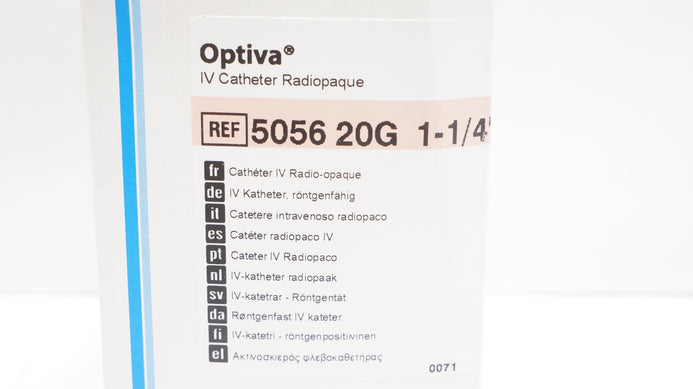 Optiva®
IV Catheter Radiopaque
REF 5056 20G 1-1/4"
fr Cathéter IV Radio-opaque
de IV Katheter, röntgenfähig
it Catetere intravenoso radiopaco
es Catéter radiopaco IV
pt Cateter IV Radiopaco
nl IV-katheter radiopaak
sv IV-katetrar - Röntgentät
da Røntgenfast IV kateter
fi IV-katetri - röntgenpositiivinen
el Ακτινοσκιερός φλεβοκαθετήρας
0071